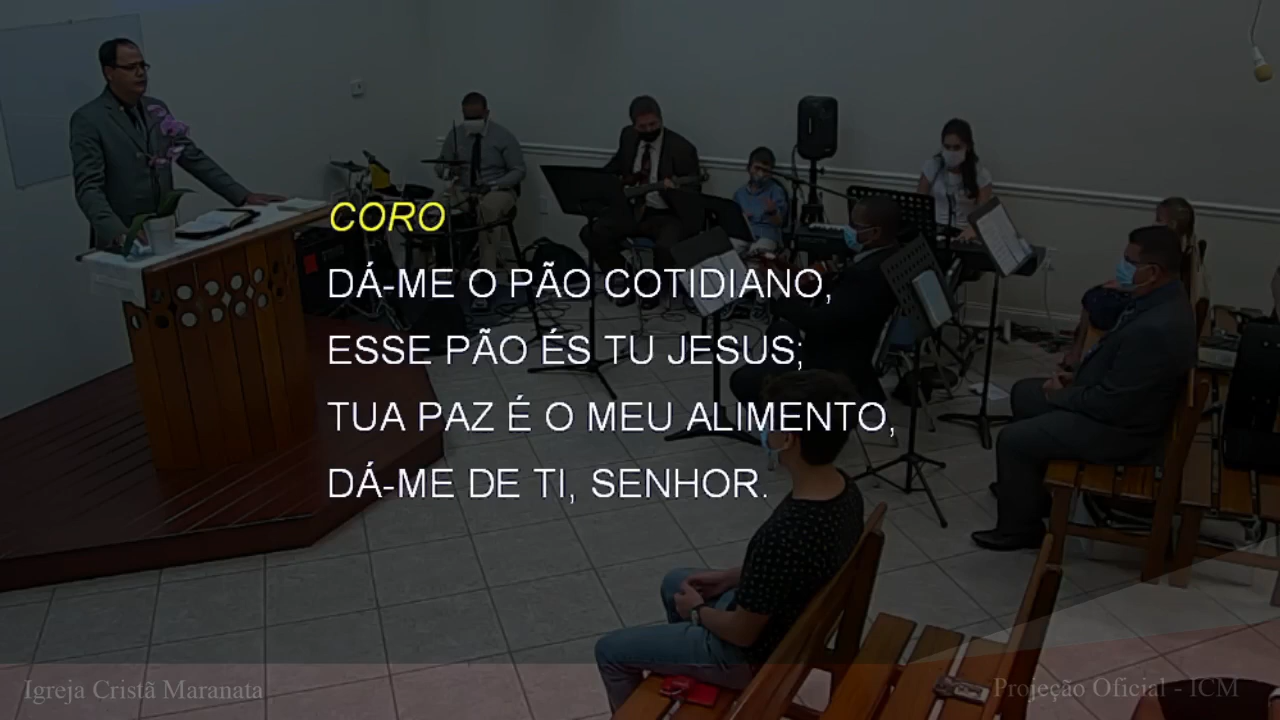 CORO
DÁ-ME O PÃO COTIDIANO,
ESSE PÃO ÉS TU JESUS;
TUA PAZ É O MEU ALIMENTO,
DÁ-ME DE TI, SENHOR.
Igreja Cristã Maranata
Projeção Oficial - ICM